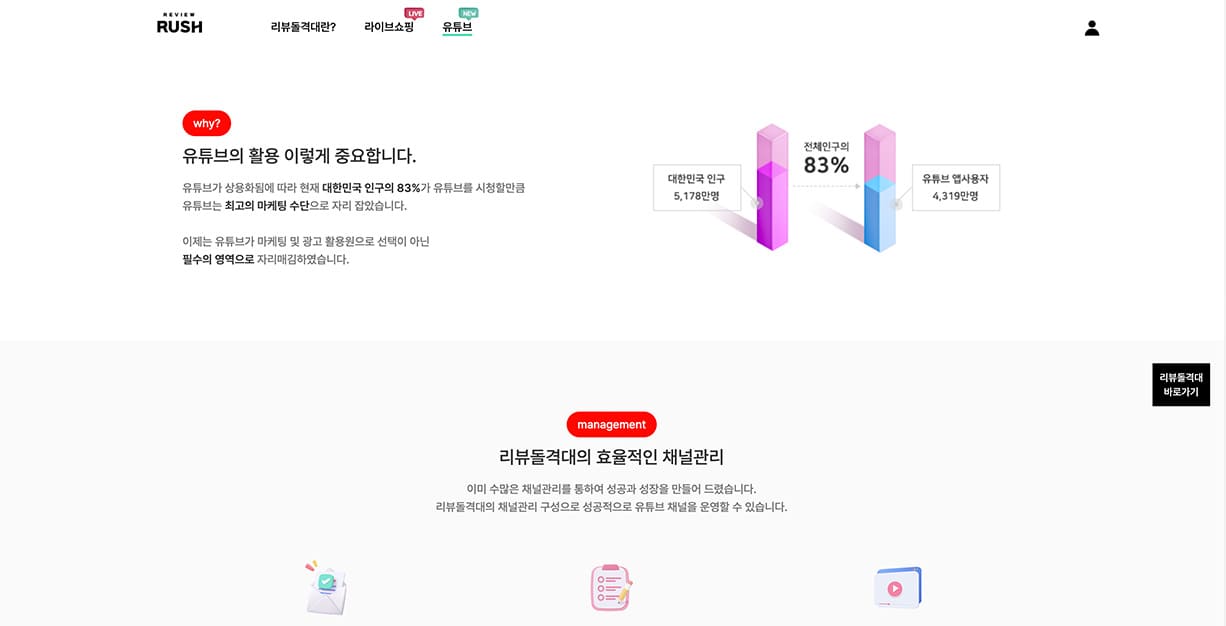 REVIEW
RUSH
리뷰돌격대란?
라이브쇼핑
LIVE
유튜브
NEW
why?
유튜브의 활용 이렇게 중요합니다.
유튜브가 상용화됨에 따라 현재 대한민국 인구의 83%가 유튜브를 시청할만큼
유튜브는 최고의 마케팅 수단으로 자리 잡았습니다.
이제는 유튜브가 마케팅 및 광고 활용원으로 선택이 아닌
필수의 영역으로 자리매김하였습니다.
대한민국 인구
5,178만명
전체인구의
83%
유튜브 앱사용자
4,319만명
리뷰돌격대
바로가기
management
리뷰돌격대의 효율적인 채널관리
이미 수많은 채널관리를 통하여 성공과 성장을 만들어 드렸습니다.
리뷰돌격대의 채널관리 구성으로 성공적으로 유튜브 채널을 운영할 수 있습니다.